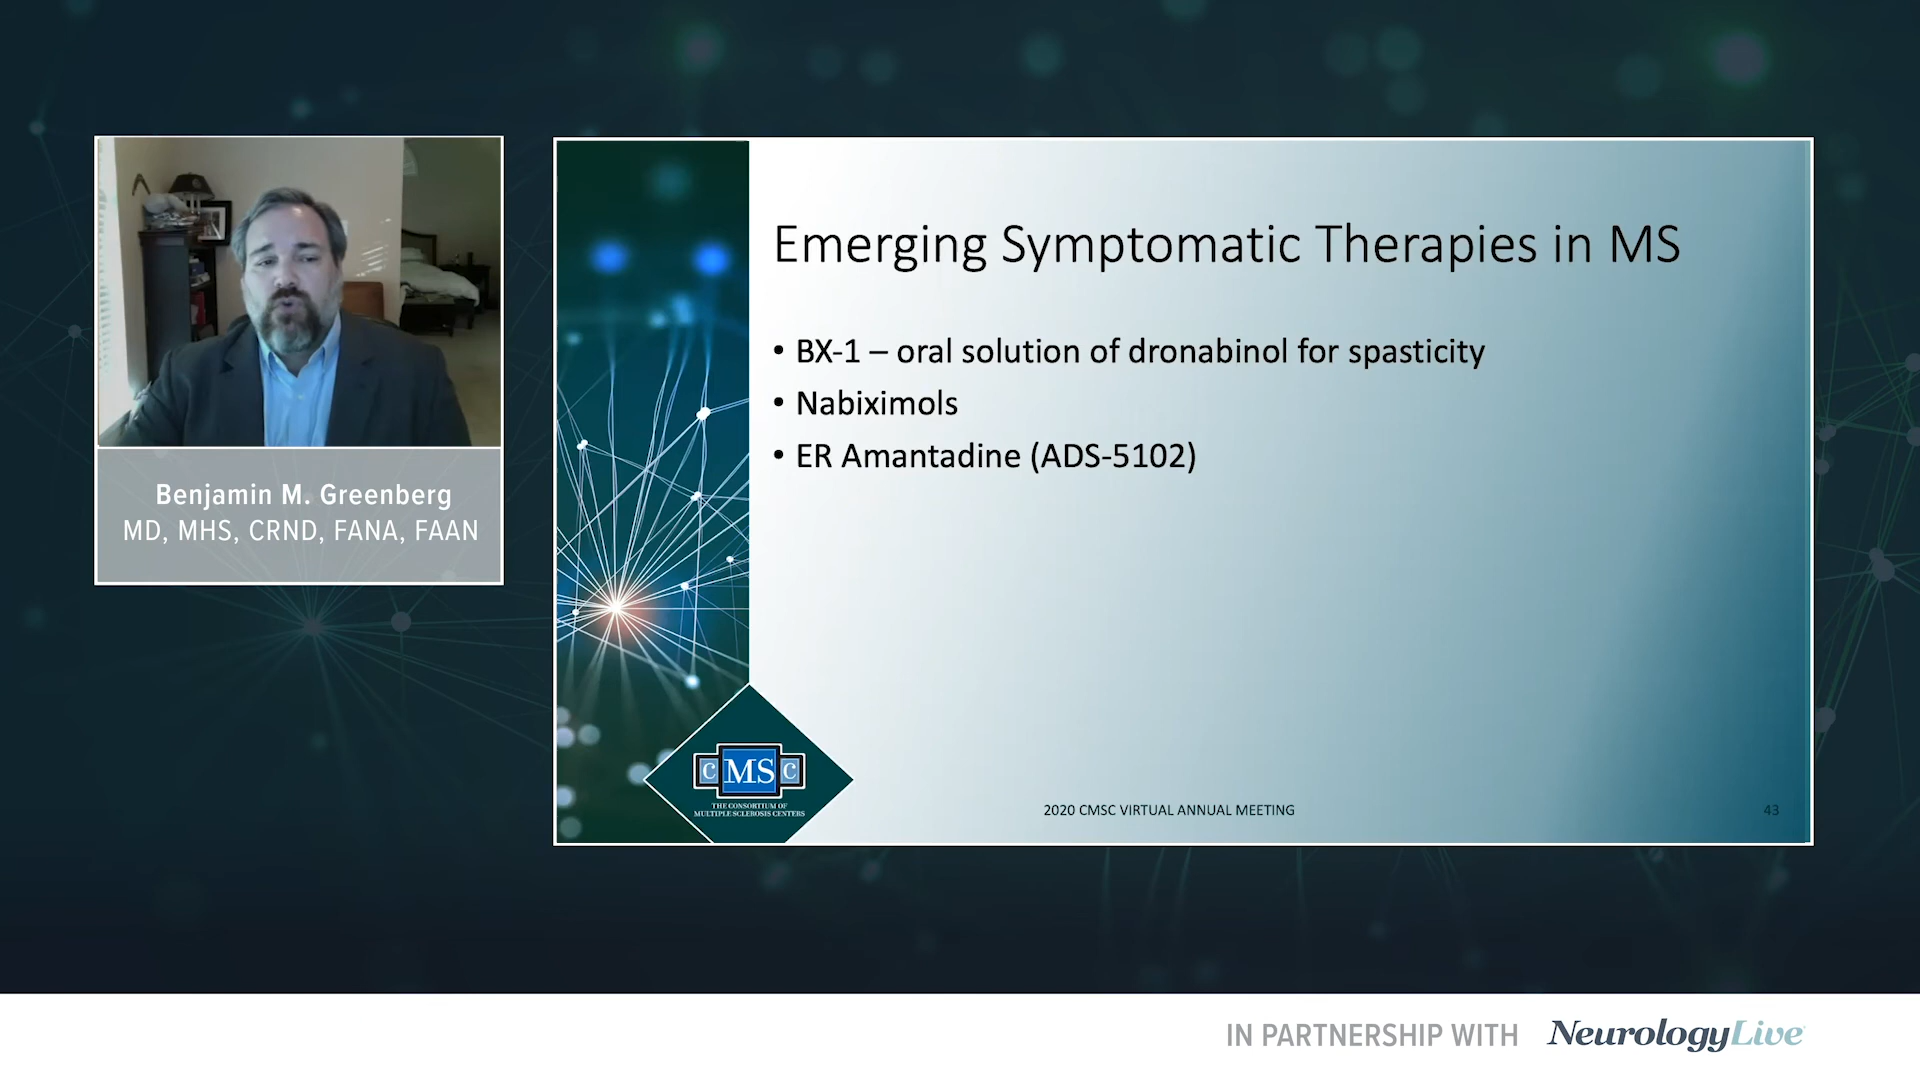 Benjamin M. Greenberg
MD, MHS, CRND, FANA, FAAN
Emerging Symptomatic Therapies in MS
• BX-1 – oral solution of dronabinol for spasticity
• Nabiximols
• ER Amantadine (ADS-5102)
C MS C
THE CONSORTIUM OF
MULTIPLE SCLEROSIS CENTERS
2020 CMSC VIRTUAL ANNUAL MEETING
43
IN PARTNERSHIP WITH NeurologyLive